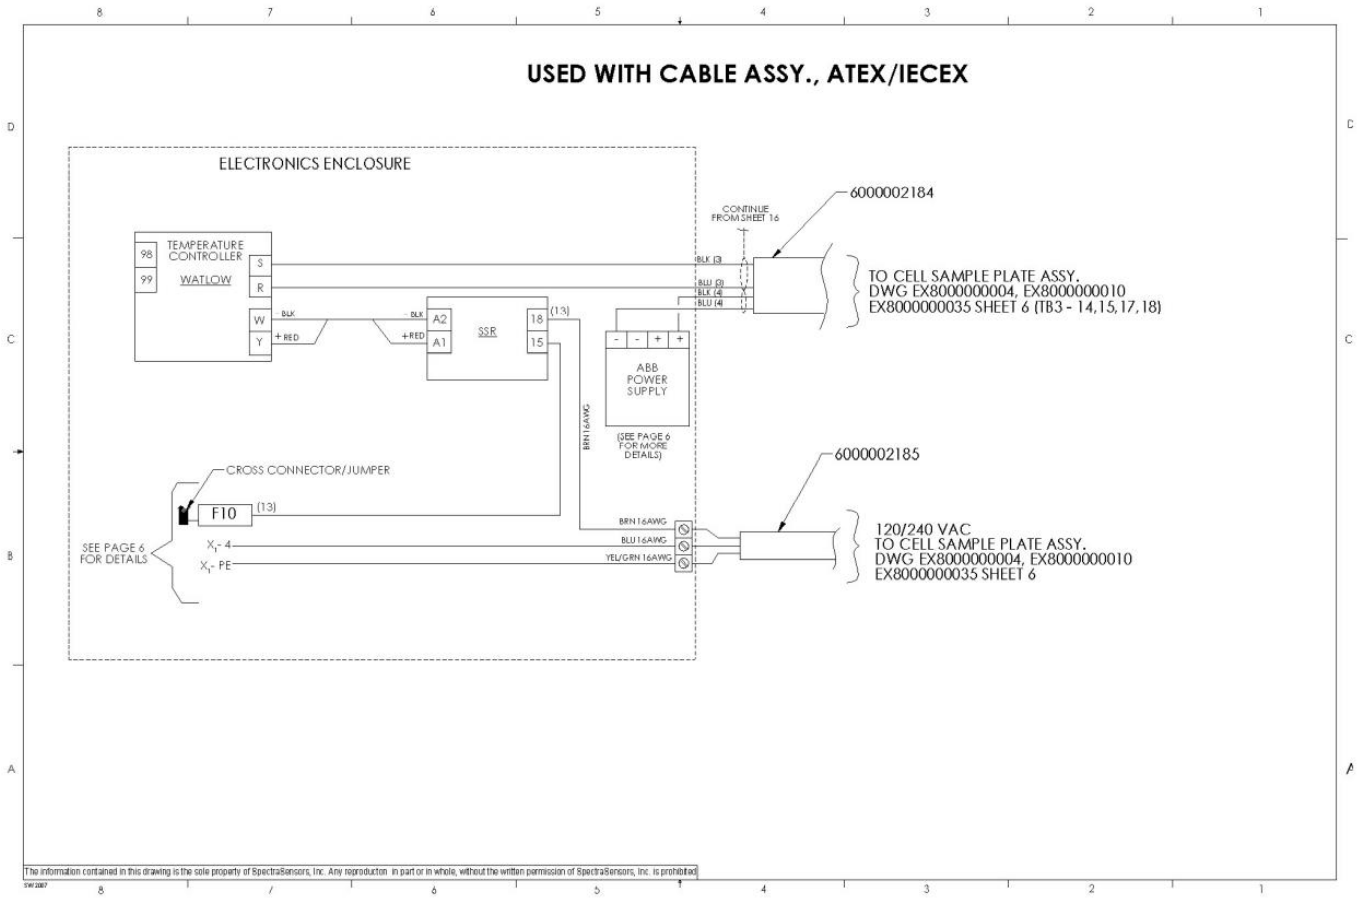 8 7 6 5 4 3 2 1
USED WITH CABLE ASSY., ATEX/IECEX
D
D
ELECTRONICS ENCLOSURE
6000002184
CONTINUE
FROM SHEET 16
TEMPERATURE
CONTROLLER
WATLOW
98
99
S
R
W
Y
BLK (3)
BLU (3)
BLK (4)
BLU (4)
TO CELL SAMPLE PLATE ASSY.
DWG EX8000000004, EX8000000010
EX8000000035 SHEET 6 (TB3 - 14,15,17,18)
- BLK
+ RED
- BLK
+RED
A2
A1
SSR
18
15
(13)
C
C
- - + +
ABB
POWER
SUPPLY
(SEE PAGE 6
FOR MORE
DETAILS)
BRN 16AWG
6000002185
CROSS CONNECTOR/JUMPER
F10
(13)
SEE PAGE 6
FOR DETAILS
X1- 4
X1- PE
BRN 16AWG
BLU 16AWG
YEL/GRN 16AWG
120/240 VAC
TO CELL SAMPLE PLATE ASSY.
DWG EX8000000004, EX8000000010
EX8000000035 SHEET 6
B
B
A
A
The information contained in this drawing is the sole property of SpectraSensors, Inc. Any reproducton in part or in whole, without the written permission of SpectraSensors, Inc. is prohibited
SW2007
8 7 6 5 4 3 2 1